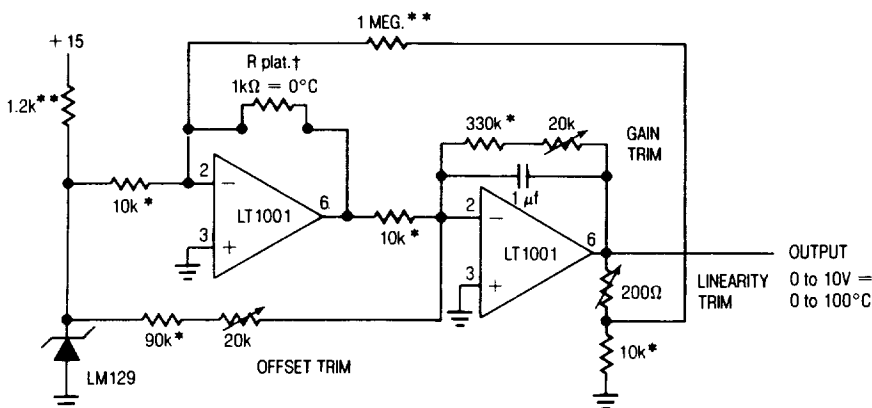 1 MEG.**
+ 15
R plat.†
1kΩ = 0°C
1.2k**
330k*
20k
GAIN
TRIM
1 µf
2
10k*
LT1001
6
3
10k*
2
LT1001
6
3
OUTPUT
0 to 10V =
0 to 100°C
LINEARITY
TRIM
200Ω
90k*
20k
OFFSET TRIM
10k*
LM129